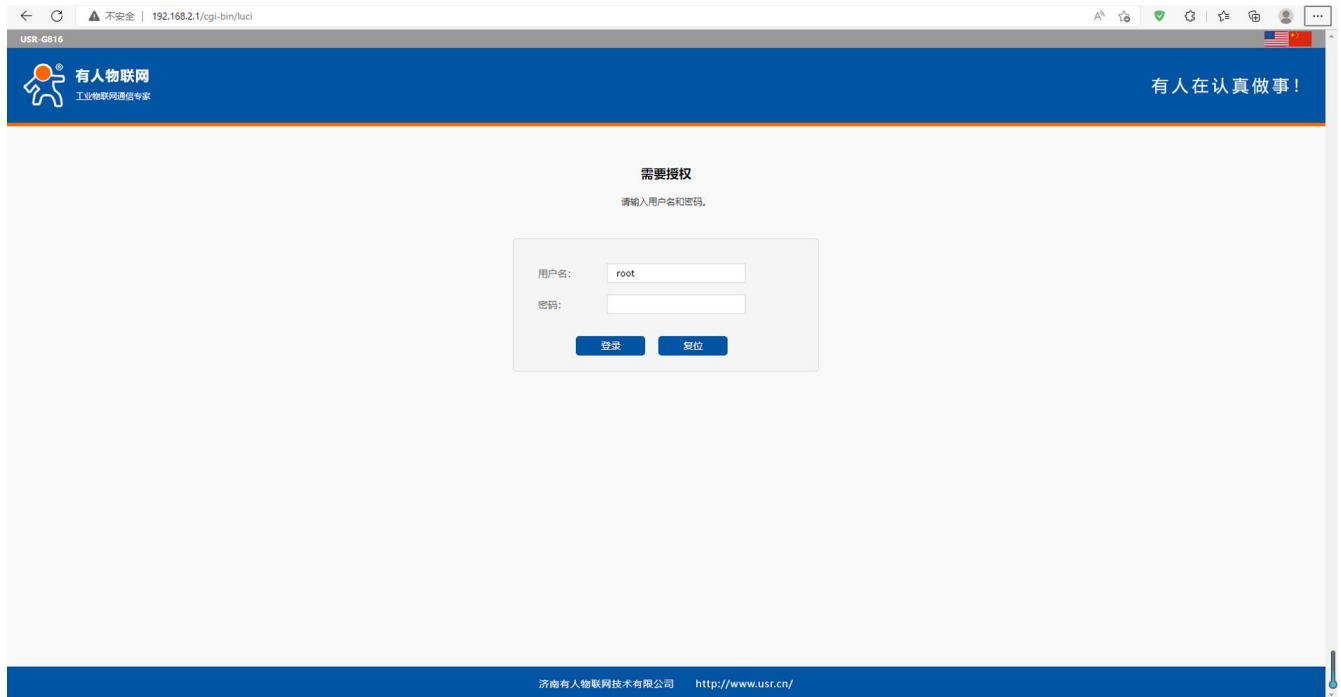 不安全 | 192.168.2.1/cgi-bin/luci
USR-G816
有人物联网
工业物联网通信专家
有人在认真做事！
需要授权
请输入用户名和密码。
用户名： root
密码：
登录 复位
济南有人物联网技术有限公司 http://www.usr.cn/